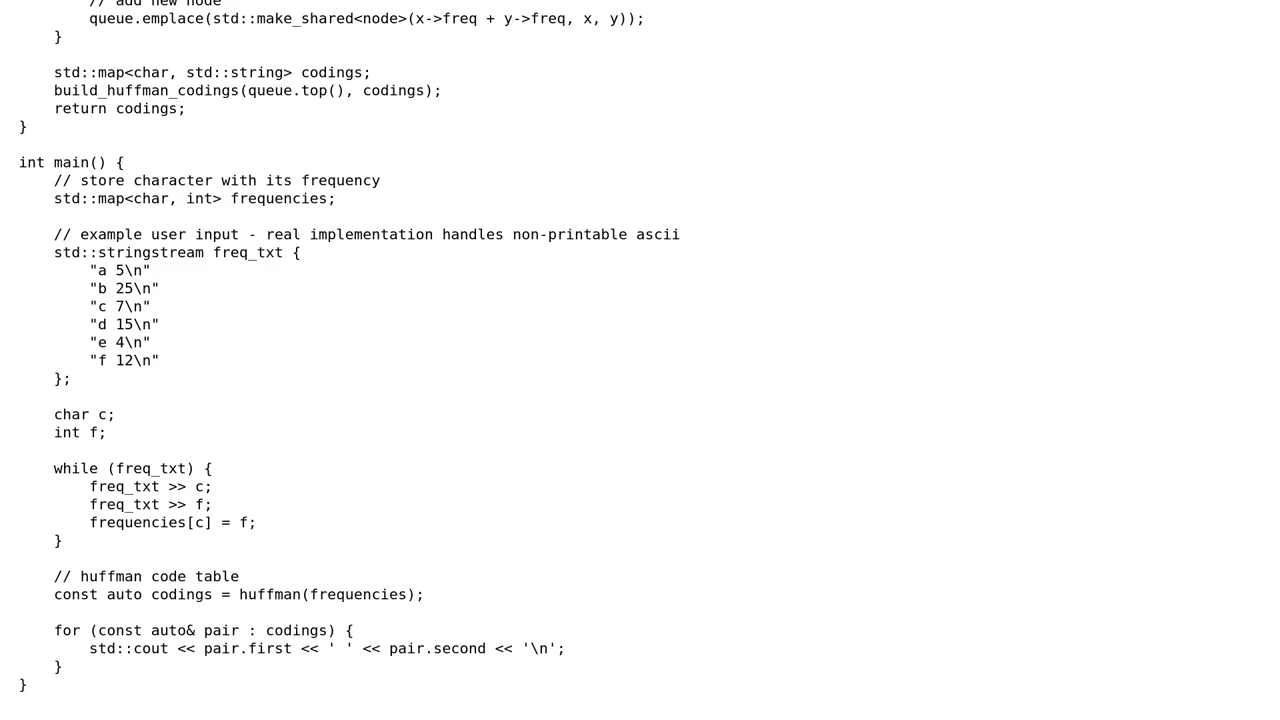 // add new node
        queue.emplace(std::make_shared<node>(x->freq + y->freq, x, y));
    }

    std::map<char, std::string> codings;
    build_huffman_codings(queue.top(), codings);
    return codings;
}

int main() {
    // store character with its frequency
    std::map<char, int> frequencies;

    // example user input - real implementation handles non-printable ascii
    std::stringstream freq_txt {
        "a 5\n"
        "b 25\n"
        "c 7\n"
        "d 15\n"
        "e 4\n"
        "f 12\n"
    };

    char c;
    int f;

    while (freq_txt) {
        freq_txt >> c;
        freq_txt >> f;
        frequencies[c] = f;
    }

    // huffman code table
    const auto codings = huffman(frequencies);

    for (const auto& pair : codings) {
        std::cout << pair.first << ' ' << pair.second << '\n';
    }
}